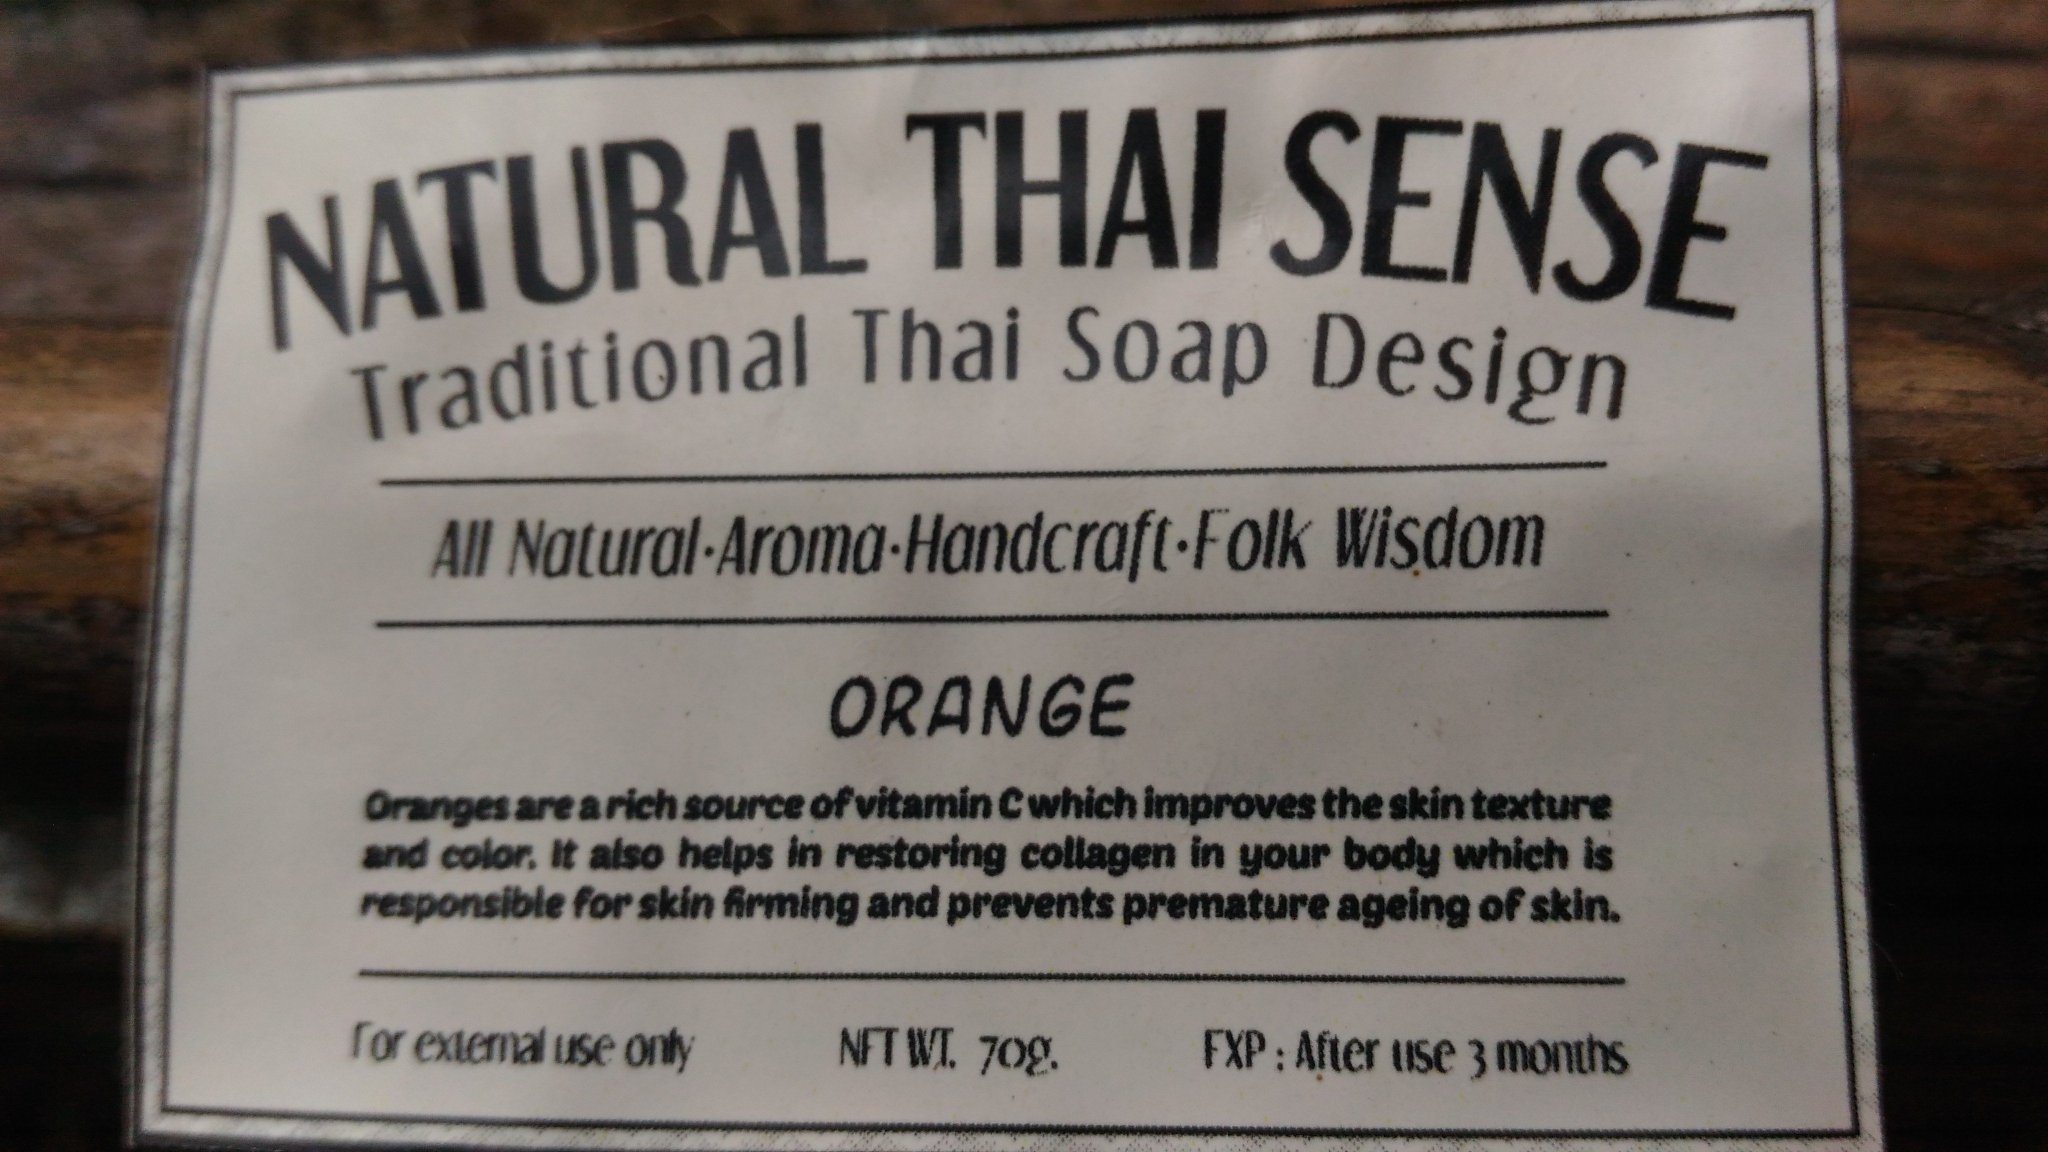 NATURAL THAI SENSE
Traditional Thai Soap Design
All Natural·Aroma·Handcraft·Folk Wisdom
ORANGE
Oranges are a rich source of vitamin C which improves the skin texture
and color. It also helps in restoring collagen in your body which is
responsible for skin firming and prevents premature ageing of skin.
For external use only NET WT. 70g. EXP : After use 3 months